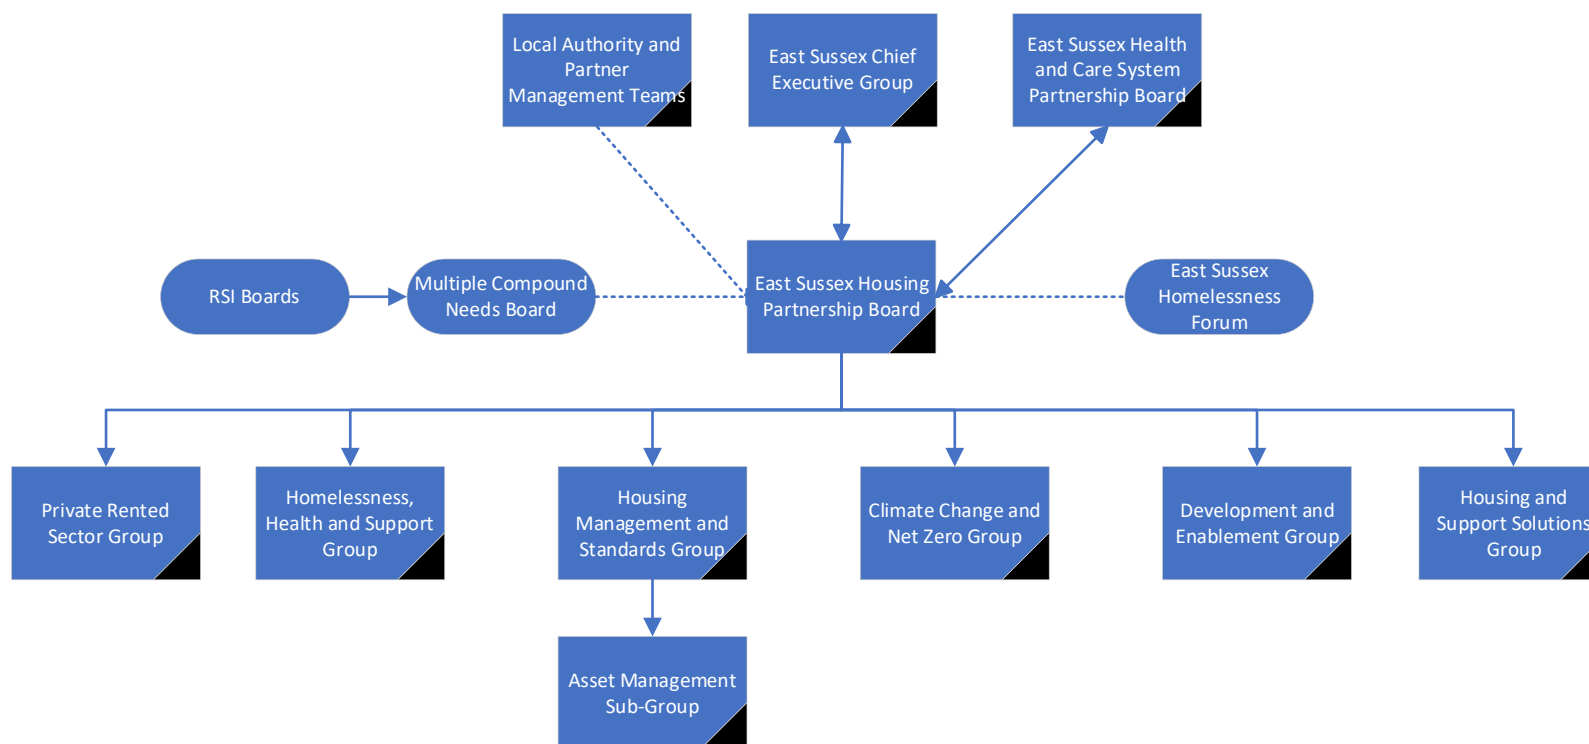 Local Authority and
Partner
Management Teams
East Sussex Chief
Executive Group
East Sussex Health
and Care System
Partnership Board
RSI Boards
Multiple Compound
Needs Board
East Sussex Housing
Partnership Board
East Sussex
Homelessness
Forum
Private Rented
Sector Group
Homelessness,
Health and Support
Group
Housing
Management and
Standards Group
Climate Change and
Net Zero Group
Development and
Enablement Group
Housing and
Support Solutions
Group
Asset Management
Sub-Group